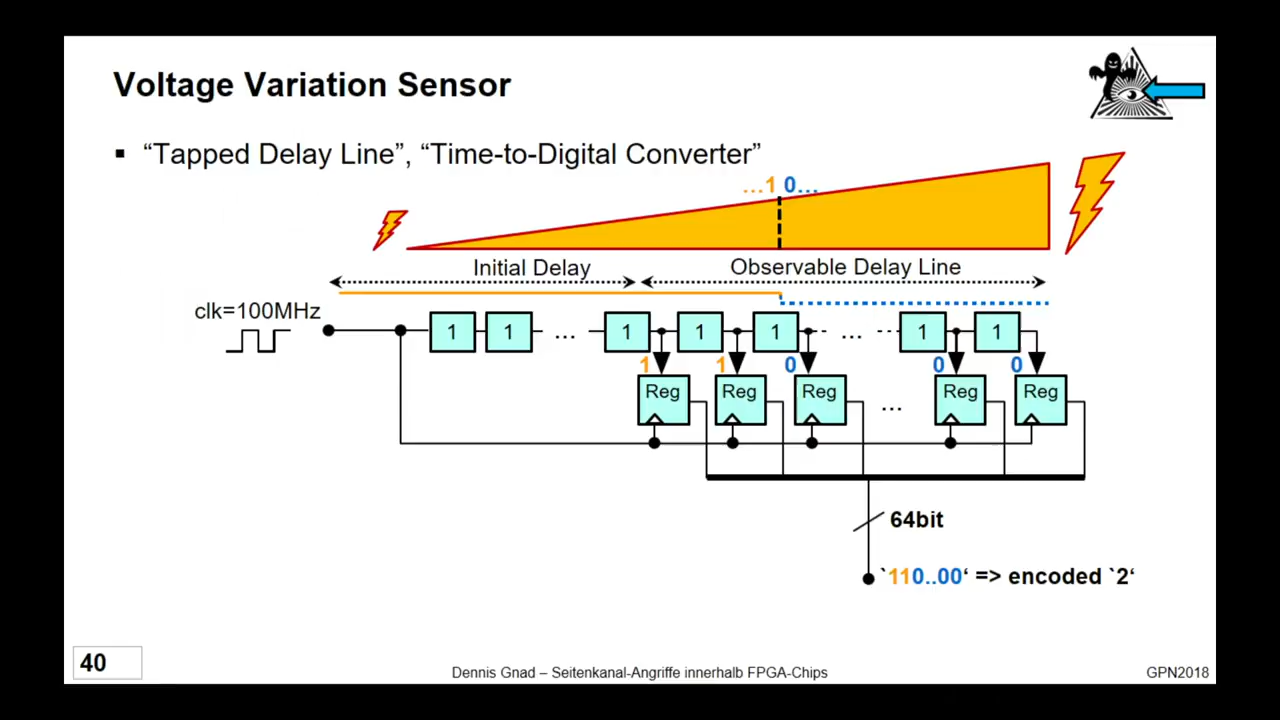 Voltage Variation Sensor
▪ “Tapped Delay Line”, “Time-to-Digital Converter”
…1 0…
Initial Delay
Observable Delay Line
clk=100MHz
1 1 … 1 1 1 … 1 1
1 1 0 0 0
Reg Reg Reg … Reg Reg
64bit
`110..00‘ => encoded `2‘
40
Dennis Gnad – Seitenkanal-Angriffe innerhalb FPGA-Chips
GPN2018